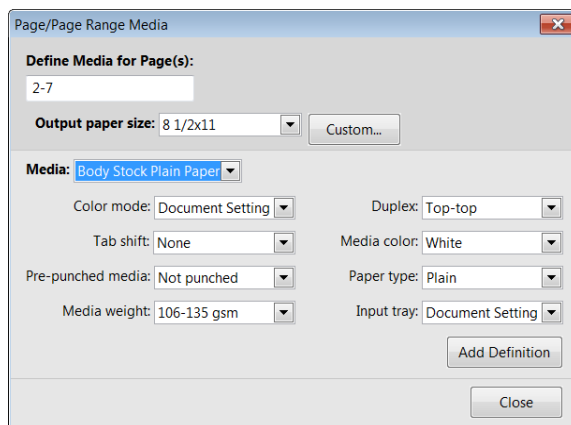 Page/Page Range Media
Define Media for Page(s):
2-7
Output paper size: 8 1/2x11 Custom...
Media: Body Stock Plain Paper
Color mode: Document Setting Duplex: Top-top
Tab shift: None Media color: White
Pre-punched media: Not punched Paper type: Plain
Media weight: 106-135 gsm Input tray: Document Setting
Add Definition
Close